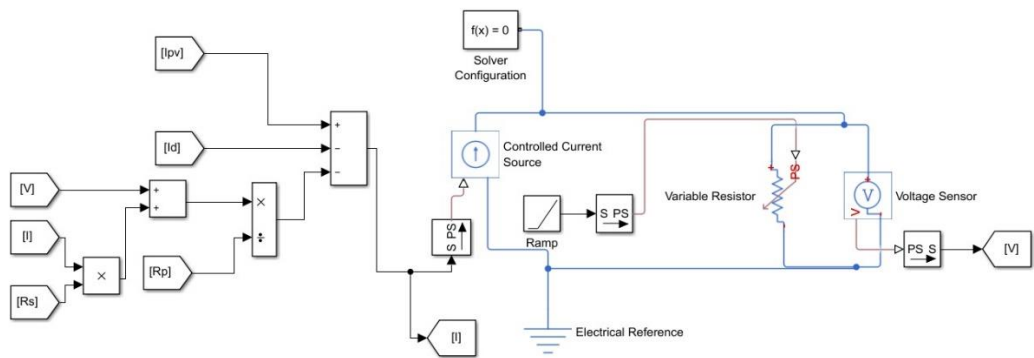 f(x) = 0
Solver
Configuration
[Ipv]
+
−
−
[Id]
Controlled Current
Source
[V]
+
+
[I]
×
[Rs]
[Rp]
×
÷
S PS
Ramp
S PS
Variable Resistor
+
PS
+
V
V
Voltage Sensor
PS S
[V]
[I]
Electrical Reference